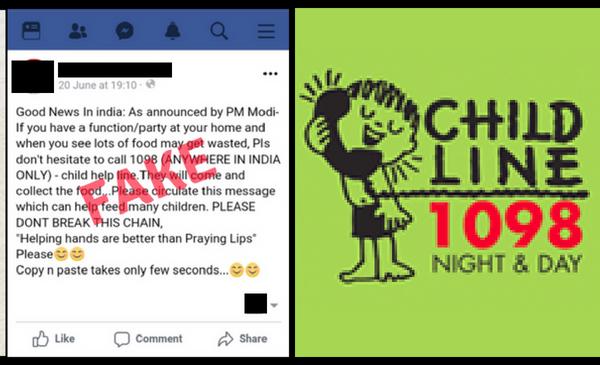 20 June at 19:10 ·
Good News In india: As announced by PM Modi-
If you have a function/party at your home and
when you see lots of food may get wasted, Pls
don't hesitate to call 1098 (ANYWHERE IN INDIA
ONLY) - child help line.They will come and
collect the food...Please circulate this message
which can help feed many children. PLEASE
DONT BREAK THIS CHAIN,
"Helping hands are better than Praying Lips"
Please😊😊
Copy n paste takes only few seconds...😊😊
FAKE
Like Comment Share
CHILD
LINE
1098
NIGHT & DAY